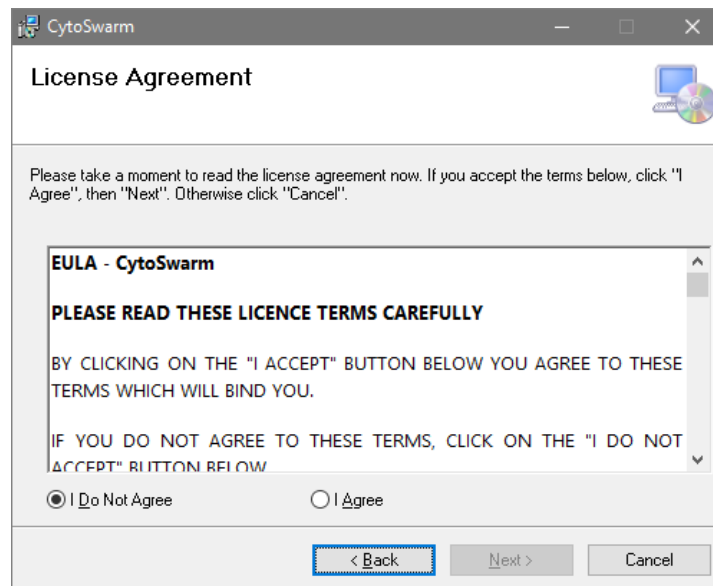 CytoSwarm
License Agreement
Please take a moment to read the license agreement now. If you accept the terms below, click "I
Agree", then "Next". Otherwise click "Cancel".
EULA - CytoSwarm
PLEASE READ THESE LICENCE TERMS CAREFULLY
BY CLICKING ON THE "I ACCEPT" BUTTON BELOW YOU AGREE TO THESE
TERMS WHICH WILL BIND YOU.
IF YOU DO NOT AGREE TO THESE TERMS, CLICK ON THE "I DO NOT
ACCEPT" BUTTON BELOW
I Do Not Agree
I Agree
< Back
Next >
Cancel